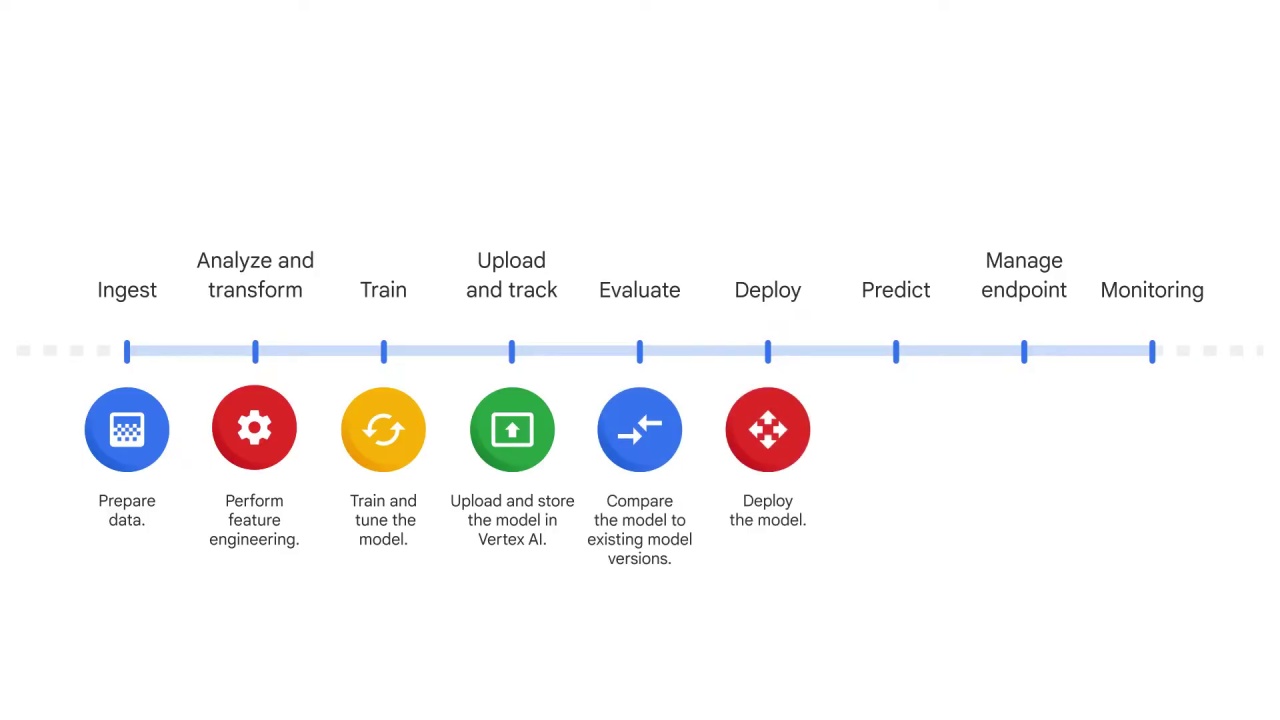 Ingest
Analyze and
transform
Train
Upload
and track
Evaluate
Deploy
Predict
Manage
endpoint
Monitoring
Prepare
data.
Perform
feature
engineering.
Train and
tune the
model.
Upload and store
the model in
Vertex AI.
Compare
the model to
existing model
versions.
Deploy
the model.